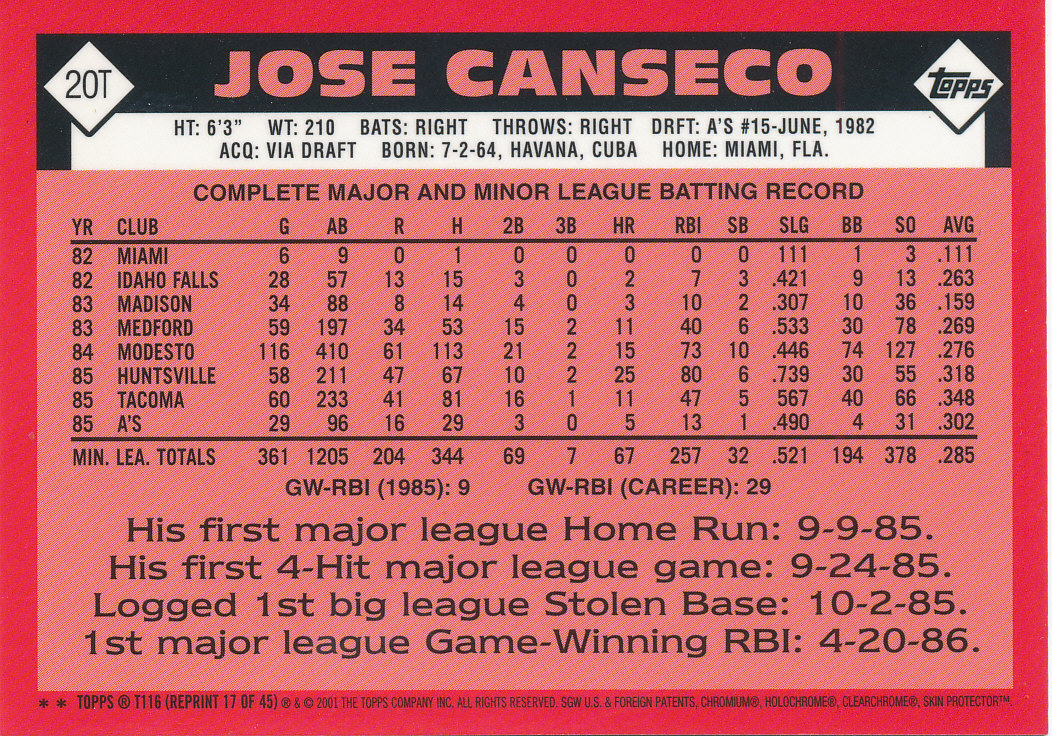 20T
JOSE CANSECO
topps
HT: 6'3" WT: 210 BATS: RIGHT THROWS: RIGHT DRFT: A'S #15-JUNE, 1982
ACQ: VIA DRAFT BORN: 7-2-64, HAVANA, CUBA HOME: MIAMI, FLA.
COMPLETE MAJOR AND MINOR LEAGUE BATTING RECORD
YR CLUB G AB R H 2B 3B HR RBI SB SLG BB SO AVG
82 MIAMI 6 9 0 1 0 0 0 0 0 111 1 3 .111
82 IDAHO FALLS 28 57 13 15 3 0 2 7 3 .421 9 13 .263
83 MADISON 34 88 8 14 4 0 3 10 2 .307 10 36 .159
83 MEDFORD 59 197 34 53 15 2 11 40 6 .533 30 78 .269
84 MODESTO 116 410 61 113 21 2 15 73 10 .446 74 127 .276
85 HUNTSVILLE 58 211 47 67 10 2 25 80 6 .739 30 55 .318
85 TACOMA 60 233 41 81 16 1 11 47 5 567 40 66 .348
85 A'S 29 96 16 29 3 0 5 13 1 .490 4 31 .302
MIN. LEA. TOTALS 361 1205 204 344 69 7 67 257 32 .521 194 378 .285
GW-RBI (1985): 9 GW-RBI (CAREER): 29
His first major league Home Run: 9-9-85.
His first 4-Hit major league game: 9-24-85.
Logged 1st big league Stolen Base: 10-2-85.
1st major league Game-Winning RBI: 4-20-86.
* * TOPPS ® T116 (REPRINT 17 OF 45) ® & © 2001 THE TOPPS COMPANY INC. ALL RIGHTS RESERVED. SGW U.S. & FOREIGN PATENTS, CHROMIUM®, HOLOCHROME®, CLEARCHROME®, SKIN PROTECTOR™.